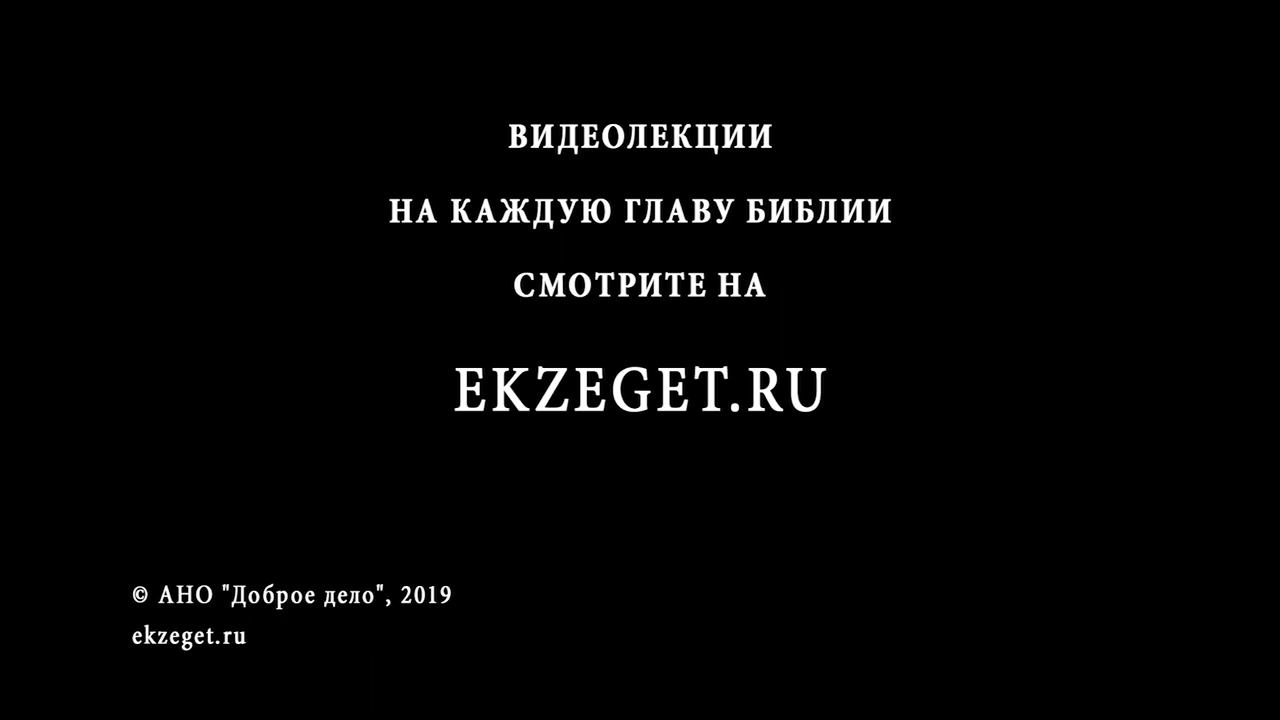 ВИДЕОЛЕКЦИИ
НА КАЖДУЮ ГЛАВУ БИБЛИИ
СМОТРИТЕ НА
EKZEGET.RU
© АНО "Доброе дело", 2019
ekzeget.ru